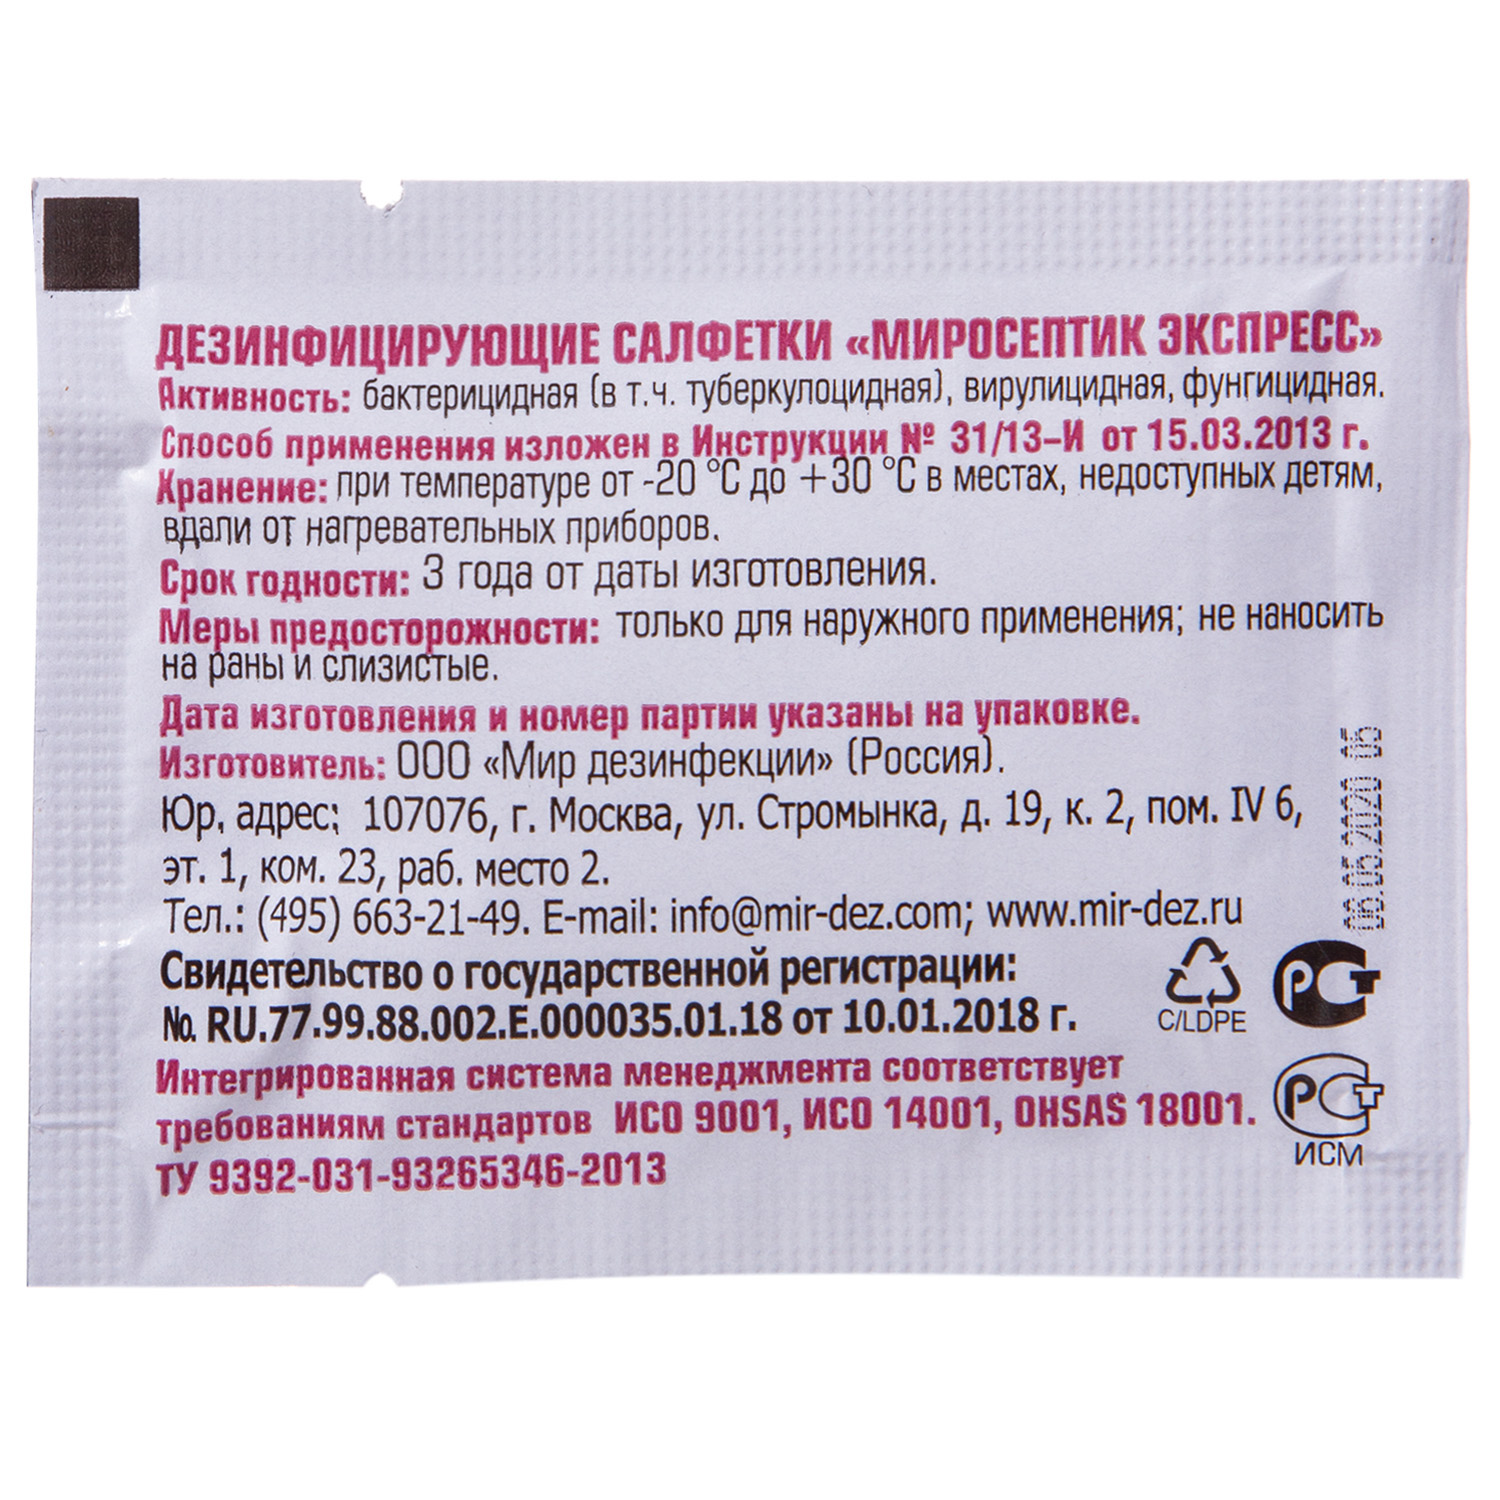 ДЕЗИНФИЦИРУЮЩИЕ САЛФЕТКИ «МИРОСЕПТИК ЭКСПРЕСС»
Активность: бактерицидная (в т.ч. туберкулоцидная), вирулицидная, фунгицидная.
Способ применения изложен в Инструкции № 31/13-И от 15.03.2013 г.
Хранение: при температуре от -20 °С до +30 °С в местах, недоступных детям,
вдали от нагревательных приборов.
Срок годности: 3 года от даты изготовления.
Меры предосторожности: только для наружного применения; не наносить
на раны и слизистые.
Дата изготовления и номер партии указаны на упаковке.
Изготовитель: ООО «Мир дезинфекции» (Россия).
Юр. адрес: 107076, г. Москва, ул. Стромынка, д. 19, к. 2, пом. IV 6,
эт. 1, ком. 23, раб. место 2.
Тел.: (495) 663-21-49. E-mail: info@mir-dez.com; www.mir-dez.ru
Свидетельство о государственной регистрации:
№. RU.77.99.88.002.Е.000035.01.18 от 10.01.2018 г.
Интегрированная система менеджмента соответствует
требованиям стандартов ИСО 9001, ИСО 14001, OHSAS 18001.
ТУ 9392-031-93265346-2013
C/LDPE
РСТ
РСТ
ИСМ